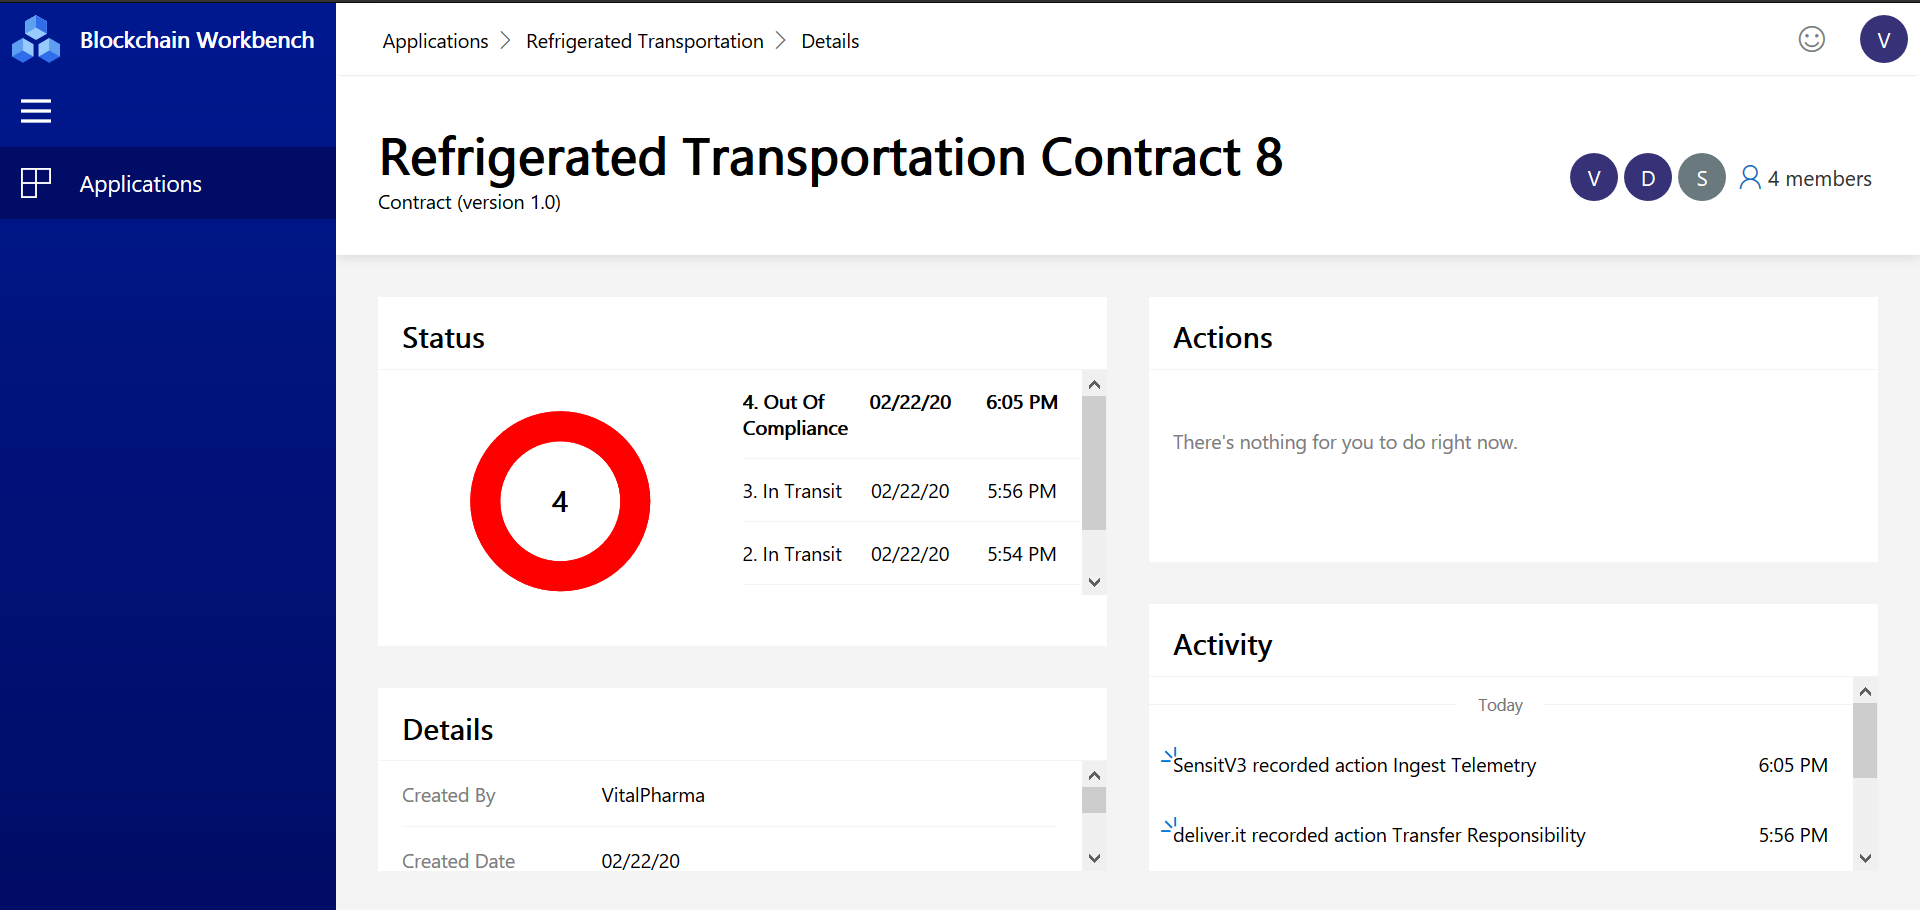 Blockchain Workbench
Applications
Applications > Refrigerated Transportation > Details
V
Refrigerated Transportation Contract 8
Contract (version 1.0)
V D S 4 members
Status
4
4. Out Of Compliance 02/22/20 6:05 PM
3. In Transit 02/22/20 5:56 PM
2. In Transit 02/22/20 5:54 PM
Details
Created By VitalPharma
Created Date 02/22/20
Actions
There's nothing for you to do right now.
Activity
Today
SensitV3 recorded action Ingest Telemetry 6:05 PM
deliver.it recorded action Transfer Responsibility 5:56 PM